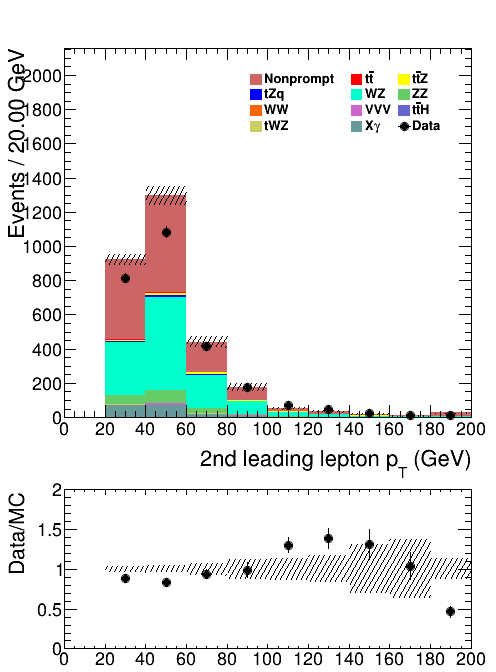 Events / 20.00 GeV
2000
1800
1600
1400
1200
1000
800
600
400
200
0
Nonprompt
tt̄
tt̄Z
tZq
WZ
ZZ
WW
VVV
tt̄H
tWZ
Xγ
Data
0 20 40 60 80 100 120 140 160 180 200
2nd leading lepton p_T (GeV)
Data/MC
2
1.5
1
0.5
0
0 20 40 60 80 100 120 140 160 180 200